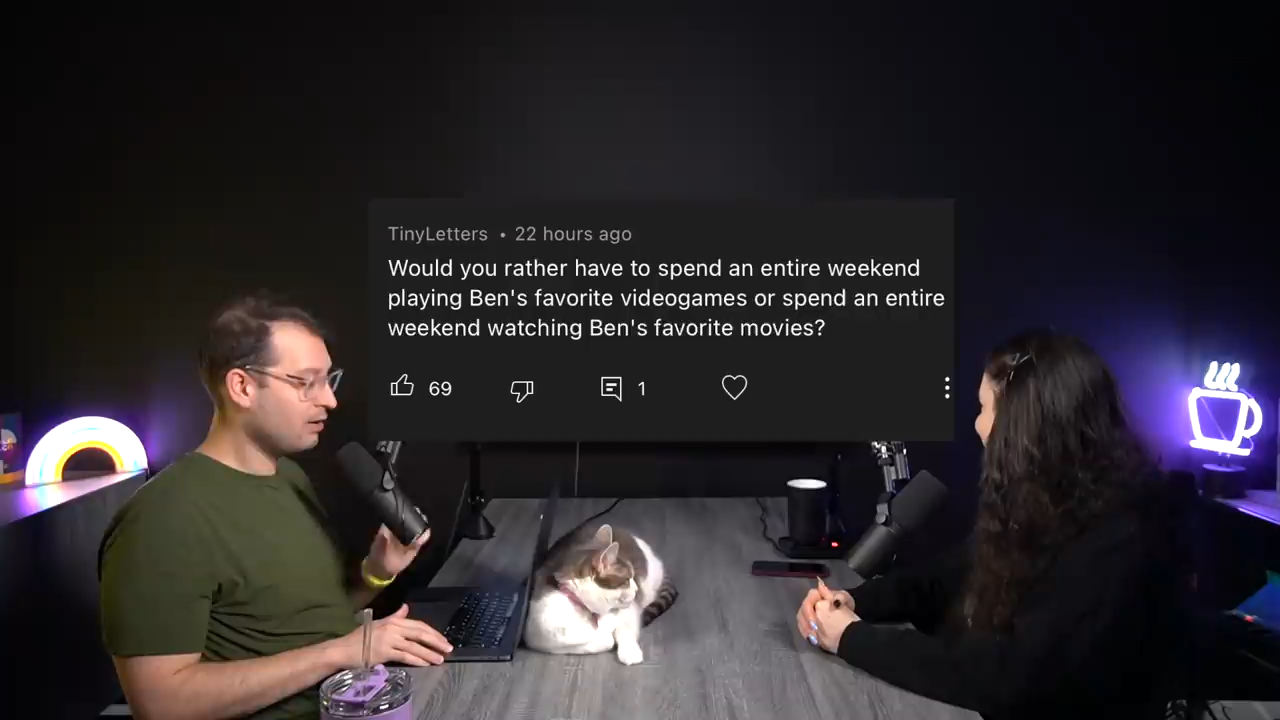 TinyLetters • 22 hours ago
Would you rather have to spend an entire weekend
playing Ben's favorite videogames or spend an entire
weekend watching Ben's favorite movies?
69
1